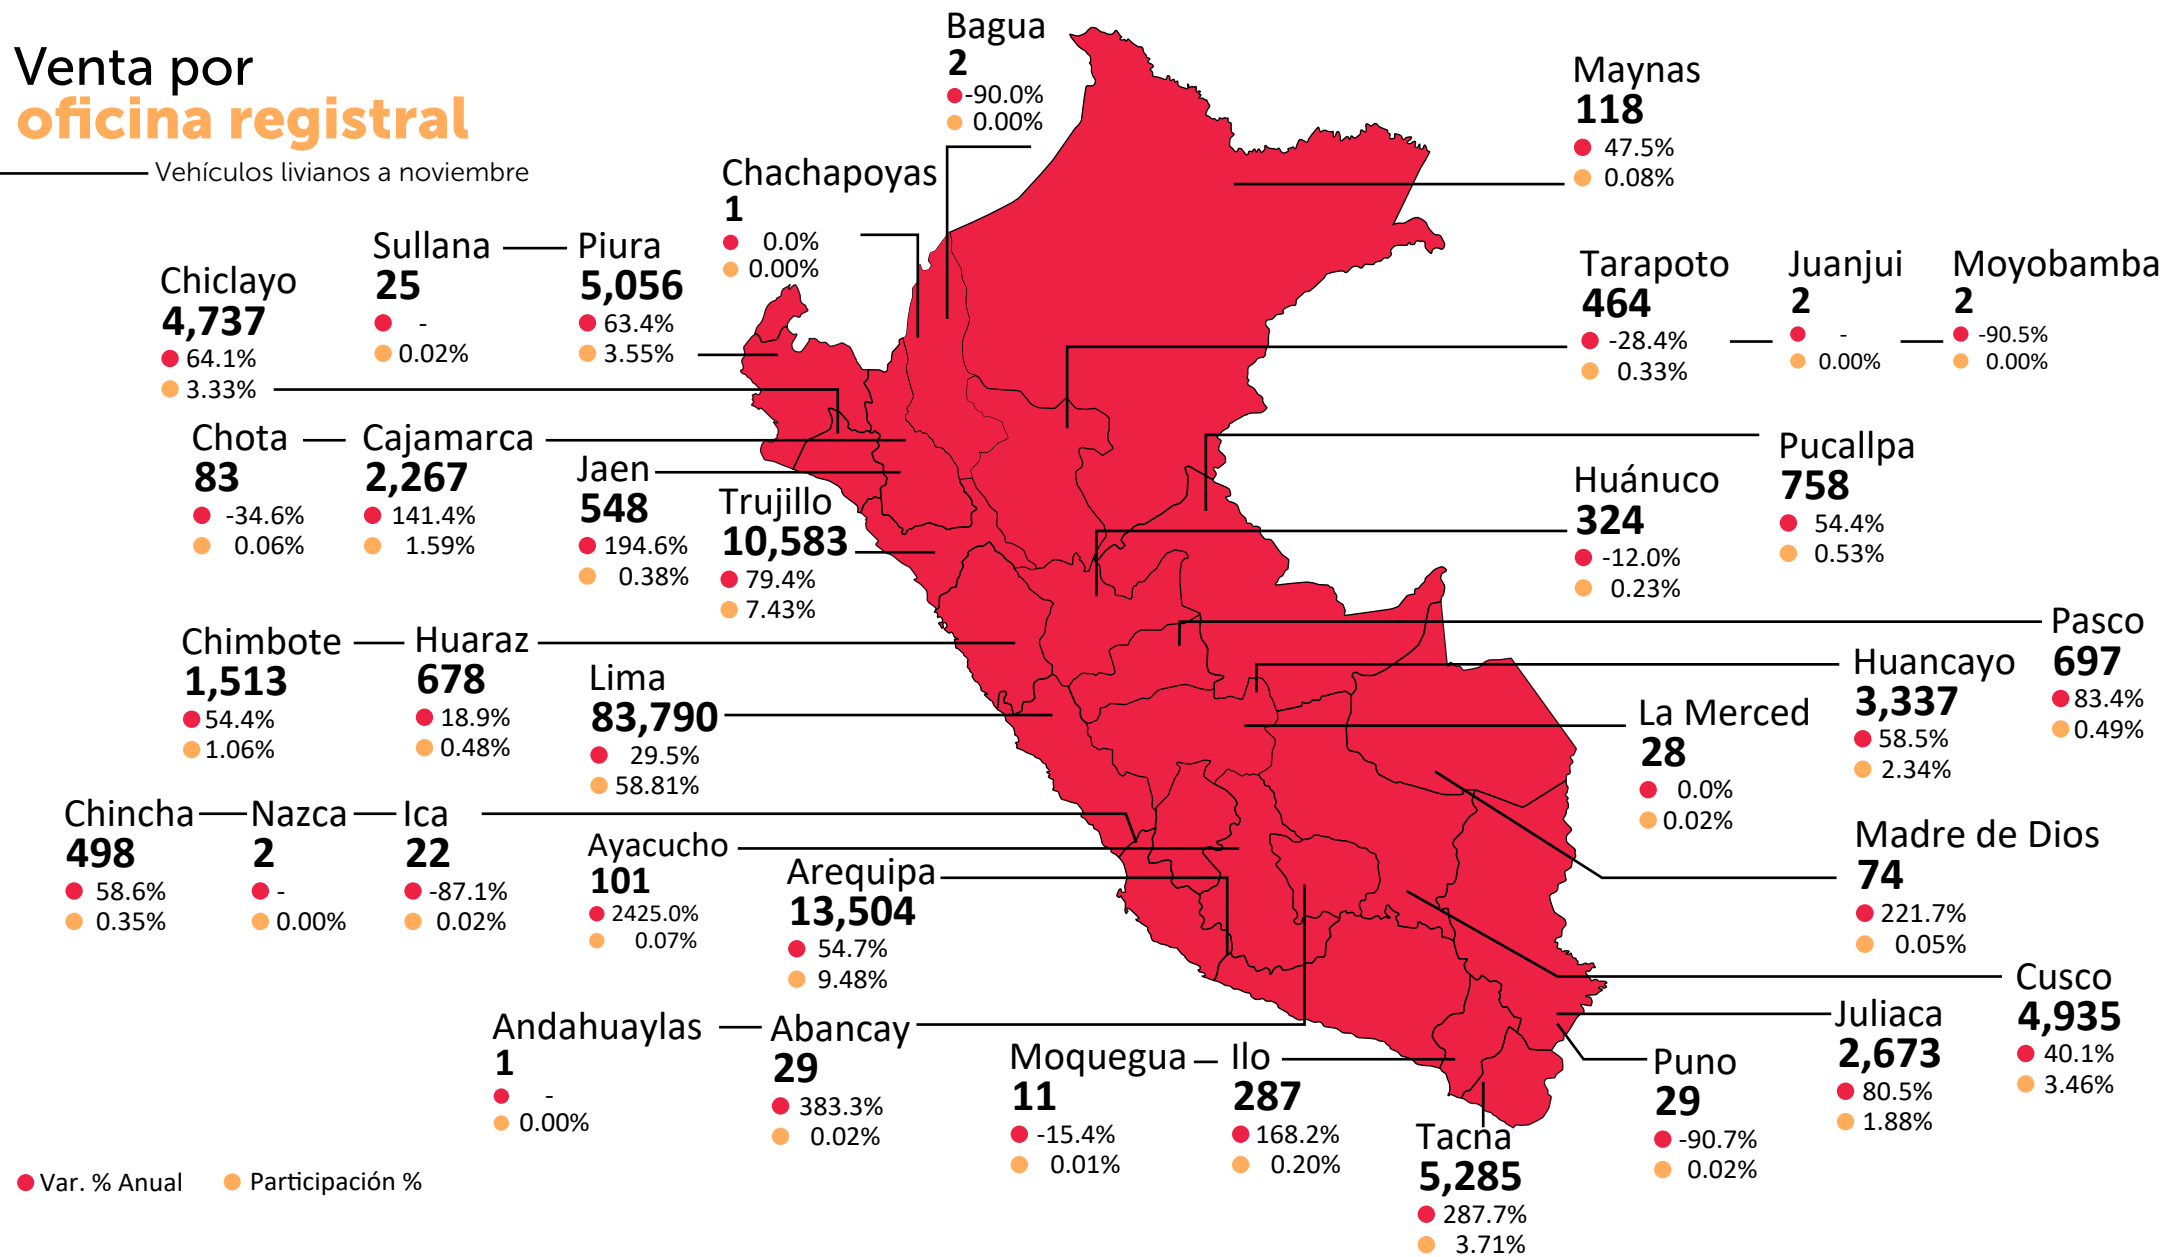 Venta por
oficina registral
Vehículos livianos a noviembre
Bagua
2
-90.0%
0.00%
Maynas
118
47.5%
0.08%
Chachapoyas
1
0.0%
0.00%
Sullana
25
-
0.02%
Piura
5,056
63.4%
3.55%
Chiclayo
4,737
64.1%
3.33%
Tarapoto
464
-28.4%
0.33%
Juanjui
2
-
0.00%
Moyobamba
2
-90.5%
0.00%
Chota
83
-34.6%
0.06%
Cajamarca
2,267
141.4%
1.59%
Jaen
548
194.6%
0.38%
Trujillo
10,583
79.4%
7.43%
Pucallpa
758
54.4%
0.53%
Huánuco
324
-12.0%
0.23%
Chimbote
1,513
54.4%
1.06%
Huaraz
678
18.9%
0.48%
Lima
83,790
29.5%
58.81%
Pasco
697
83.4%
0.49%
Huancayo
3,337
58.5%
2.34%
La Merced
28
0.0%
0.02%
Chincha
498
58.6%
0.35%
Nazca
2
-
0.00%
Ica
22
-87.1%
0.02%
Ayacucho
101
2425.0%
0.07%
Arequipa
13,504
54.7%
9.48%
Madre de Dios
74
221.7%
0.05%
Cusco
4,935
40.1%
3.46%
Andahuaylas
1
-
0.00%
Abancay
29
383.3%
0.02%
Moquegua
11
-15.4%
0.01%
Ilo
287
168.2%
0.20%
Tacna
5,285
287.7%
3.71%
Puno
29
-90.7%
0.02%
Juliaca
2,673
80.5%
1.88%
Var. % Anual
Participación %